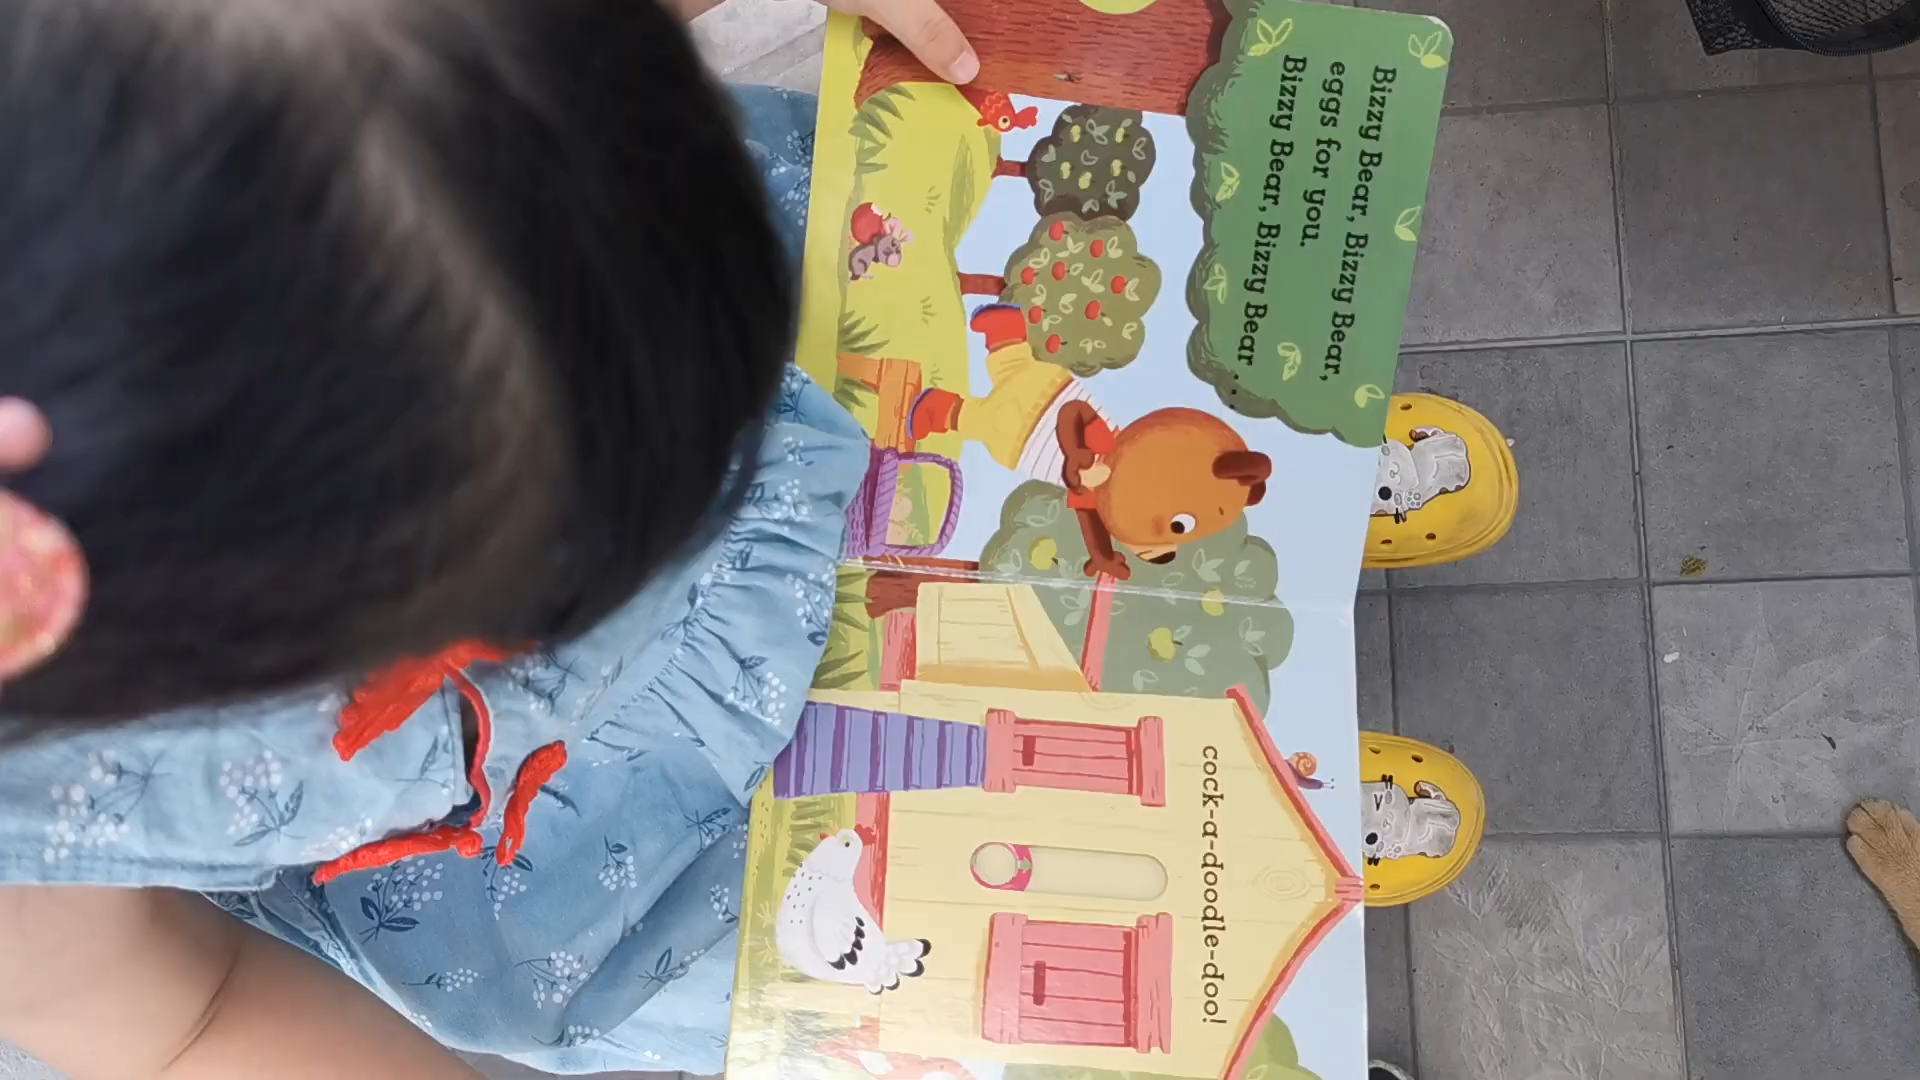 Bizzy Bear, Bizzy Bear,
eggs for you.
Bizzy Bear, Bizzy Bear...
cock-a-doodle-doo!